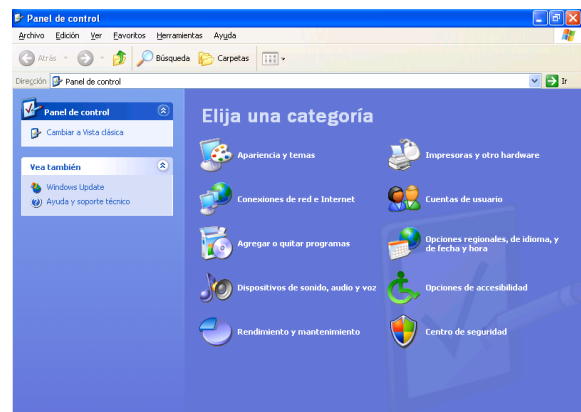 Panel de control
Archivo Edición Ver Favoritos Herramientas Ayuda
Atrás Búsqueda Carpetas
Dirección Panel de control Ir
Panel de control
Cambiar a Vista clásica
Vea también
Windows Update
Ayuda y soporte técnico
Elija una categoría
Apariencia y temas
Impresoras y otro hardware
Conexiones de red e Internet
Cuentas de usuario
Agregar o quitar programas
Opciones regionales, de idioma, y
de fecha y hora
Dispositivos de sonido, audio y voz
Opciones de accesibilidad
Rendimiento y mantenimiento
Centro de seguridad